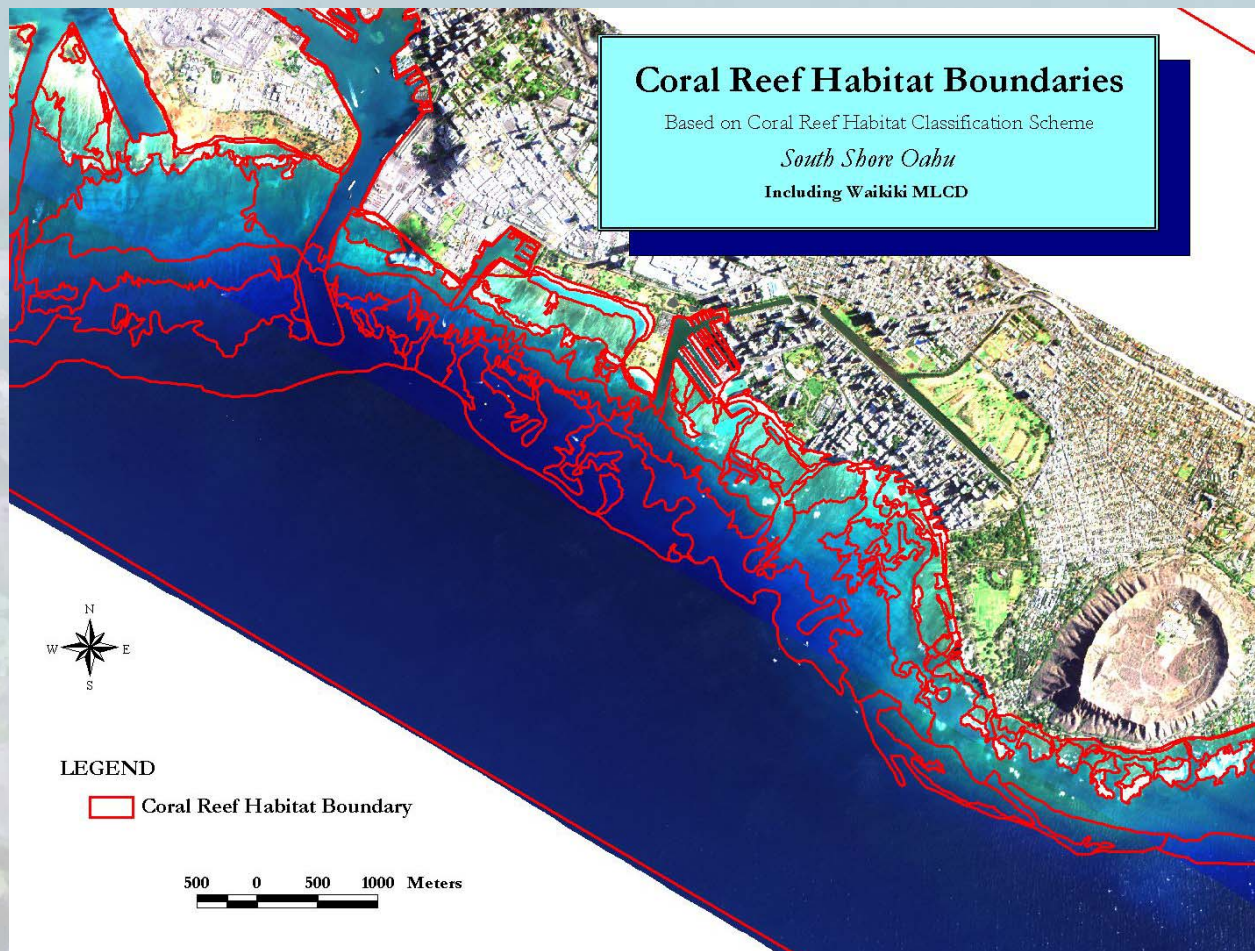 Coral Reef Habitat Boundaries
Based on Coral Reef Habitat Classification Scheme
South Shore Oahu
Including Waikiki MLCD
N
W E
S
LEGEND
Coral Reef Habitat Boundary
500 0 500 1000 Meters